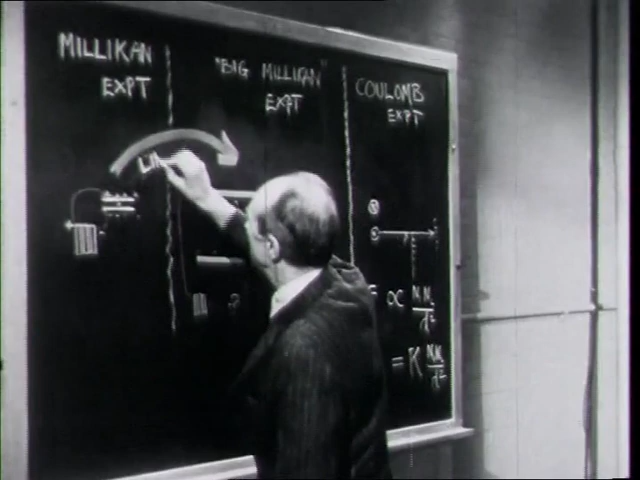 MILLIKAN
EXPT
"BIG MILLIKAN"
EXPT
COULOMB
EXPT
∝ N₁N₂/d²
= K N₁N₂/d²